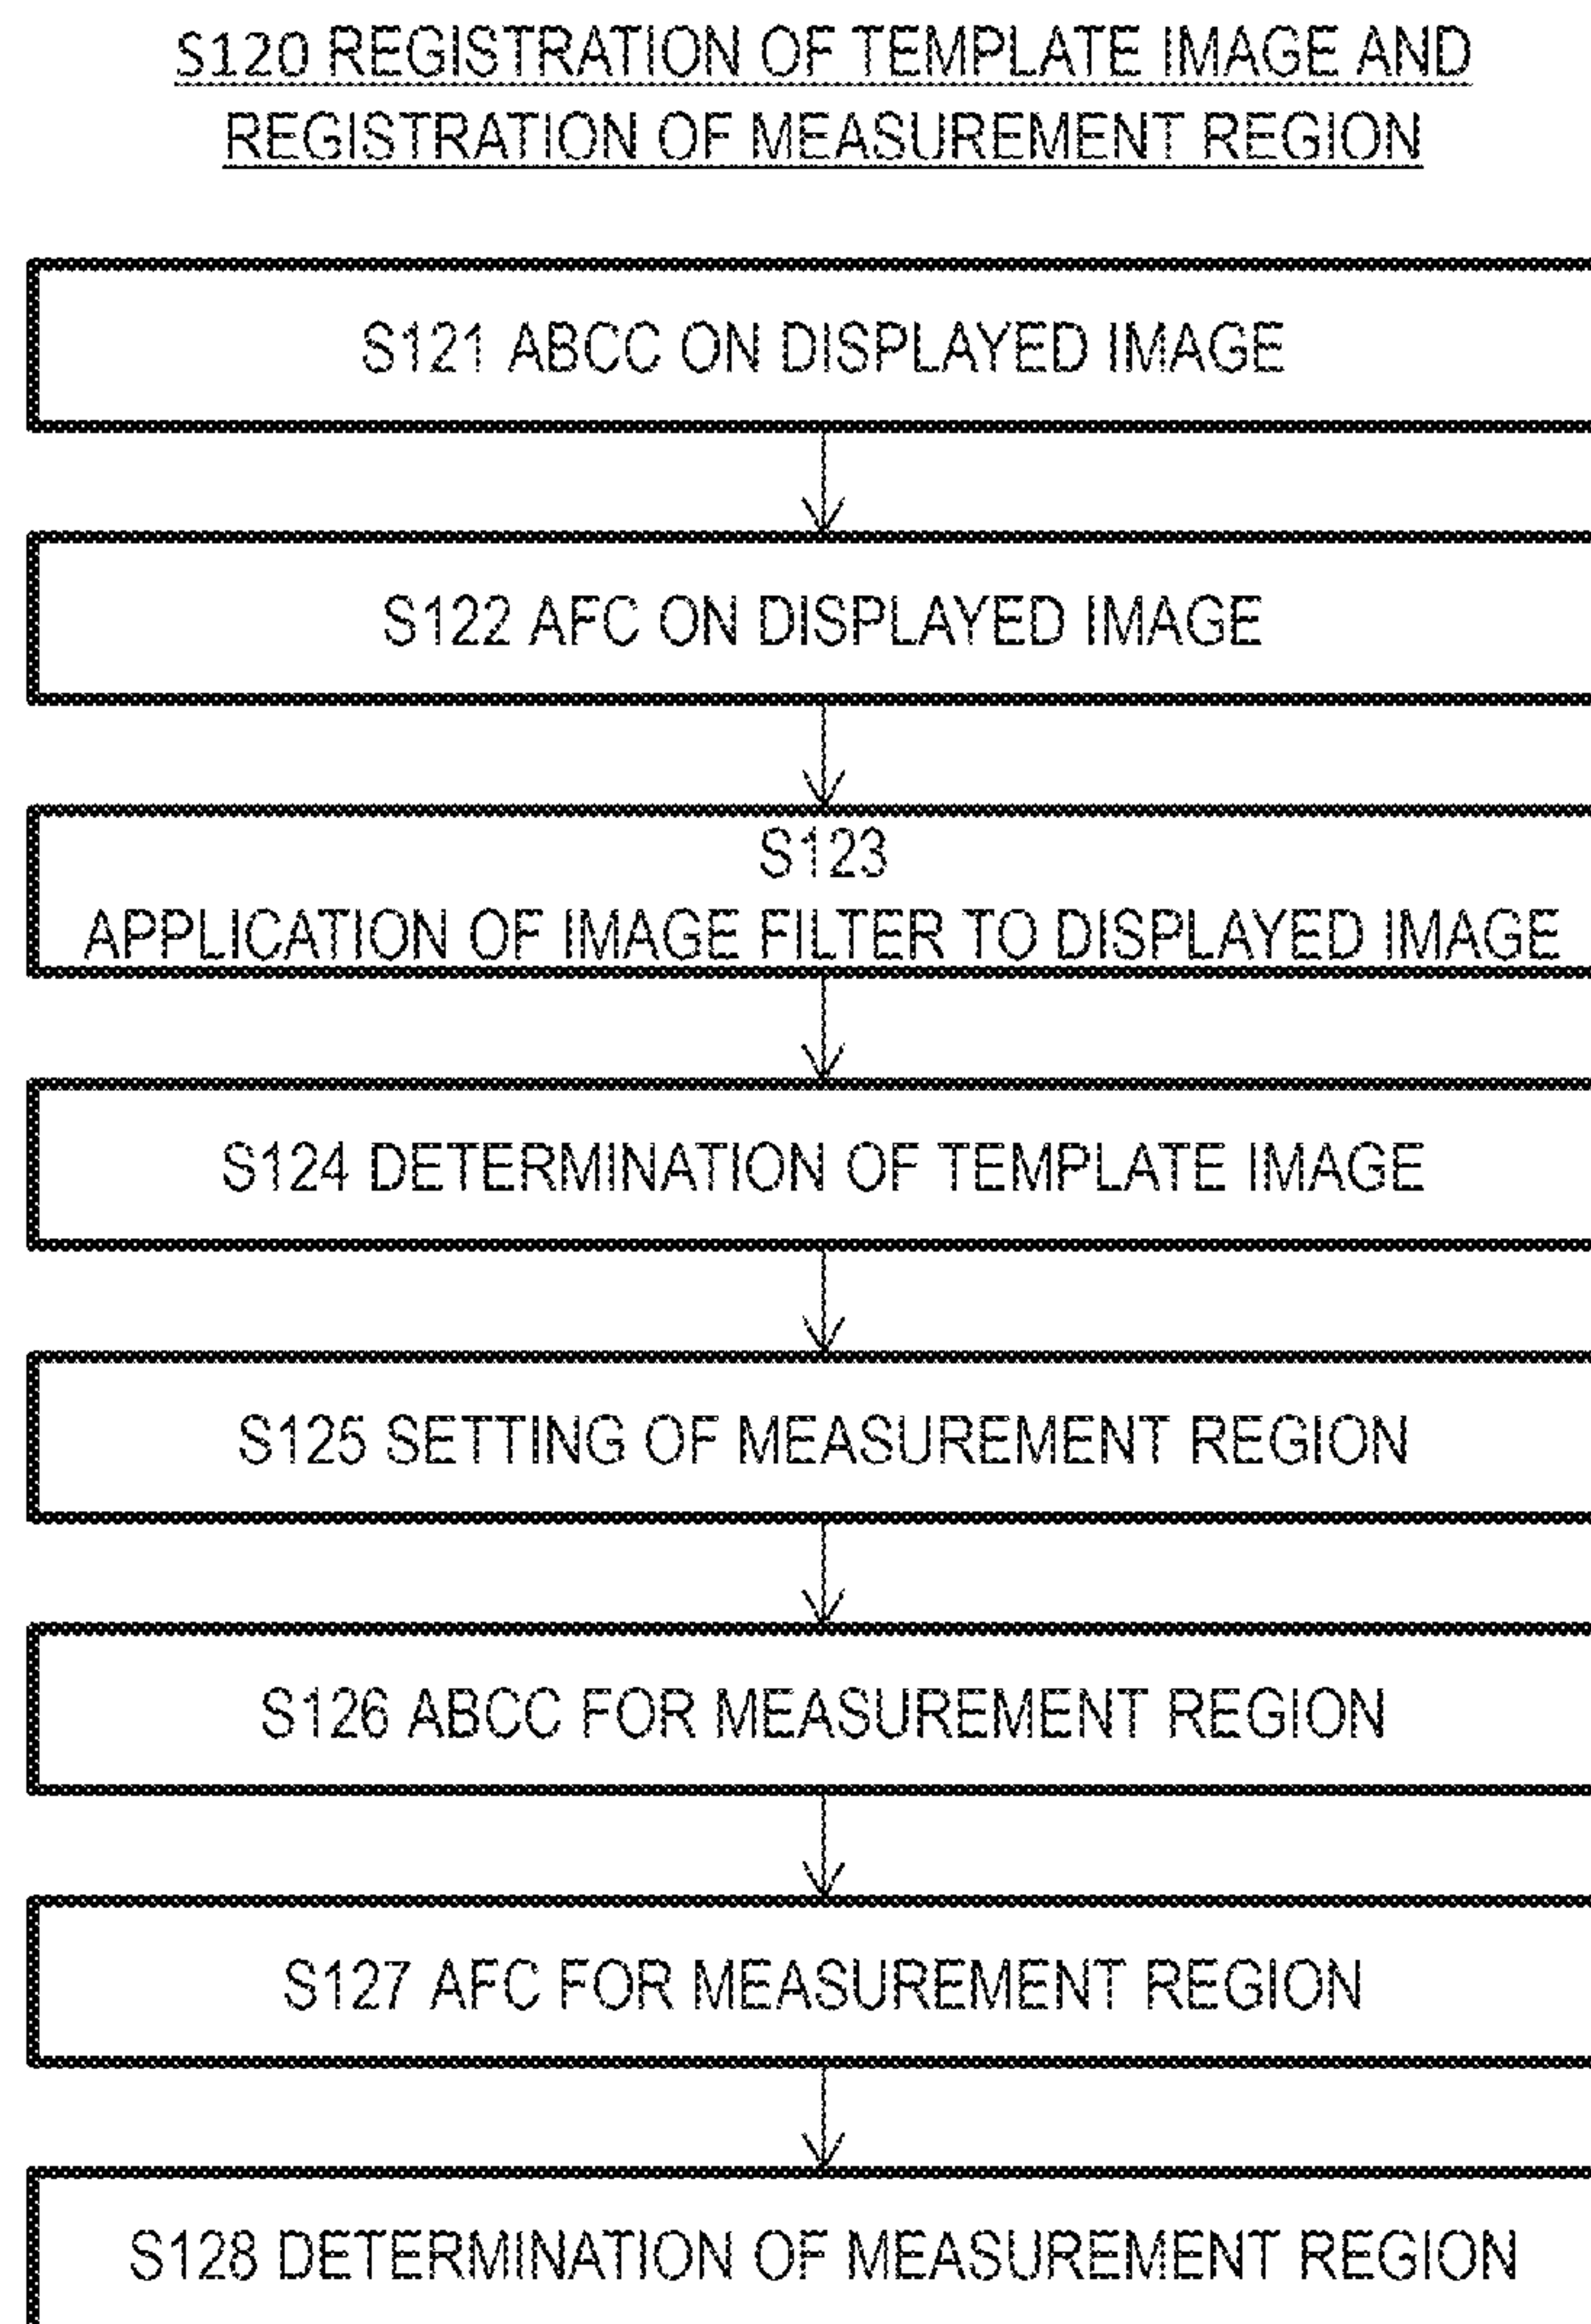 S120 REGISTRATION OF TEMPLATE IMAGE AND
REGISTRATION OF MEASUREMENT REGION
S121 ABCC ON DISPLAYED IMAGE
S122 AFC ON DISPLAYED IMAGE
S123
APPLICATION OF IMAGE FILTER TO DISPLAYED IMAGE
S124 DETERMINATION OF TEMPLATE IMAGE
S125 SETTING OF MEASUREMENT REGION
S126 ABCC FOR MEASUREMENT REGION
S127 AFC FOR MEASUREMENT REGION
S128 DETERMINATION OF MEASUREMENT REGION